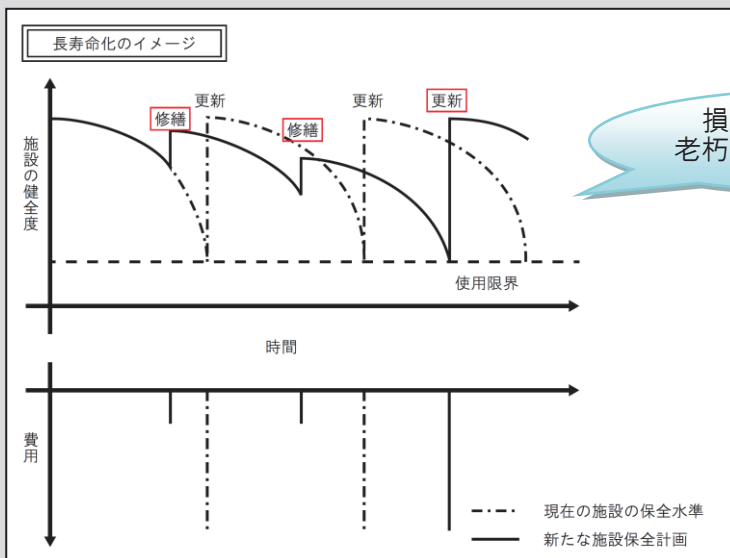 長寿命化のイメージ
更新
更新
更新
修繕
修繕
施設の健全度
使用限界
時間
費用
現在の施設の保全水準
新たな施設保全計画
損
老朽